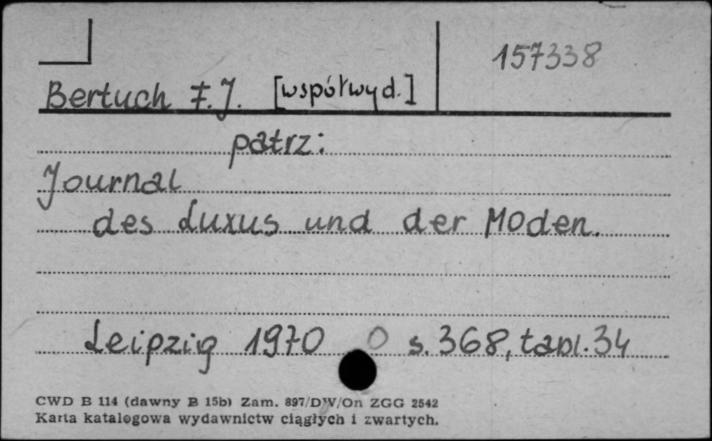 157338
Bertuch F.J. [współwyd.]
patrz:
Journal
des Luxus und der Moden.
Leipzig 1970 O s. 368, tabl. 34
CWD B 114 (dawny B 15b) Zam. 897/DW/On ZGG 2542
Karta katalogowa wydawnictw ciągłych i zwartych.